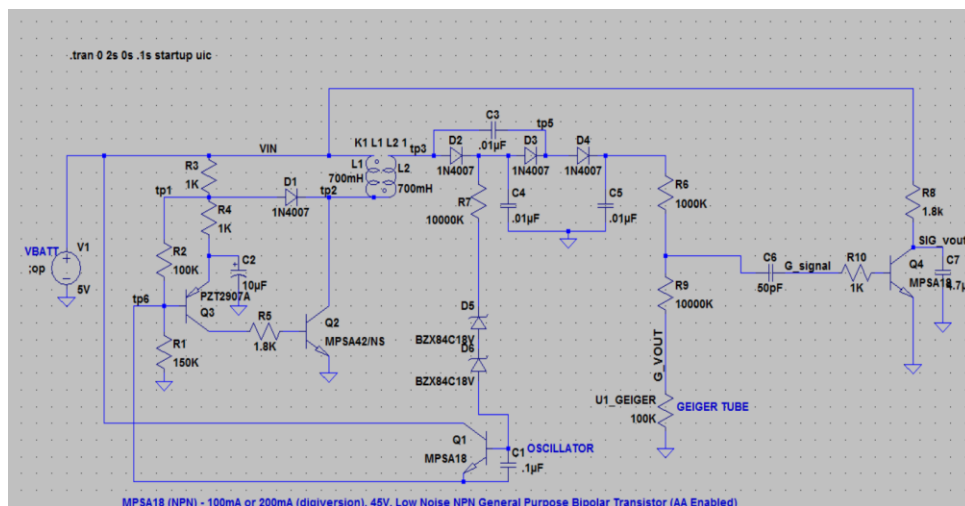 .tran 0 2s 0s .1s startup uic
C3
.01µF
tp5
K1 L1 L2 1
tp3
D2
1N4007
D3
1N4007
D4
1N4007
VIN
L1
700mH
L2
700mH
R3
1K
tp1
D1
1N4007
tp2
R4
1K
R7
10000K
C4
.01µF
C5
.01µF
R6
1000K
R8
1.8k
VBATT
V1
;op
5V
R2
100K
C2
10µF
tp6
PZT2907A
Q3
R5
1.8K
Q2
MPSA42/NS
R1
150K
C6
50pF
G_signal
R10
1K
SIG_vout
Q4
MPSA18
C7
4.7µ
R9
10000K
D5
BZX84C18V
D6
BZX84C18V
G_VOUT
U1_GEIGER
100K
GEIGER TUBE
Q1
MPSA18
OSCILLATOR
C1
.1µF
MPSA18 (NPN) - 100mA or 200mA (digiversion), 45V, Low Noise NPN General Purpose Bipolar Transistor (AA Enabled)